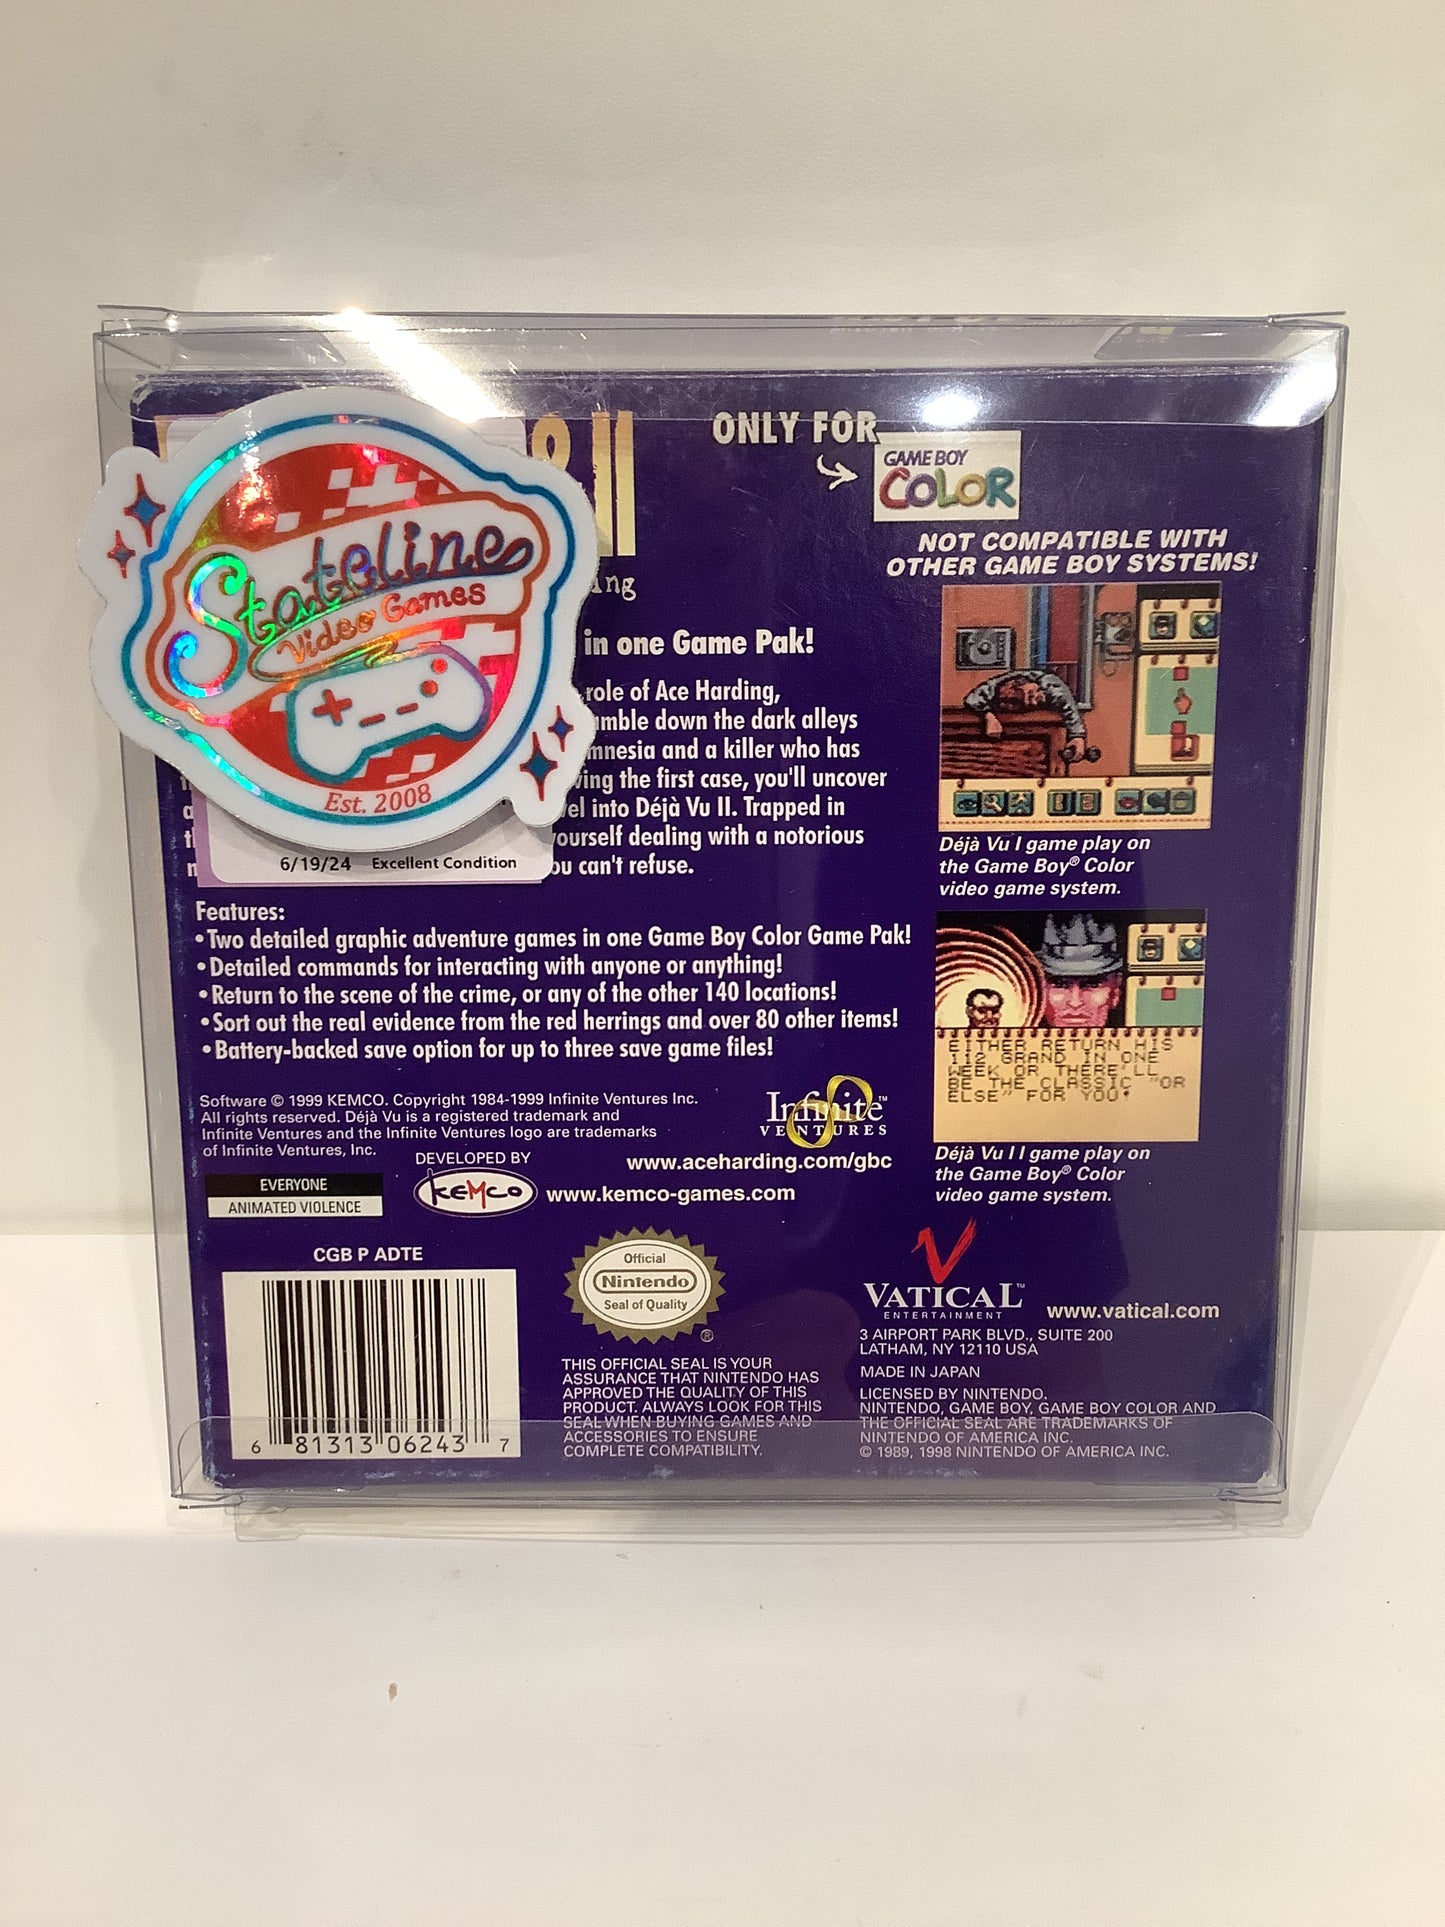 & II
ONLY FOR
GAME BOY
COLOR
NOT COMPATIBLE WITH
OTHER GAME BOY SYSTEMS!
Stateline
Video Games
Est. 2008
6/19/24 Excellent Condition
ing
in one Game Pak!
role of Ace Harding,
down the dark alleys
mnesia and a killer who has
ving the first case, you'll uncover
vel into Déjà Vu II. Trapped in
yourself dealing with a notorious
ou can't refuse.
Déjà Vu I game play on
the Game Boy® Color
video game system.
Features:
• Two detailed graphic adventure games in one Game Boy Color Game Pak!
• Detailed commands for interacting with anyone or anything!
• Return to the scene of the crime, or any of the other 140 locations!
• Sort out the real evidence from the red herrings and over 80 other items!
• Battery-backed save option for up to three save game files!
EITHER RETURN HIS
112 GRAND IN ONE
WEEK OR THERE'LL
BE THE CLASSIC "OR
ELSE" FOR YOU.
Déjà Vu I I game play on
the Game Boy® Color
video game system.
Software © 1999 KEMCO. Copyright 1984-1999 Infinite Ventures Inc.
All rights reserved. Déjà Vu is a registered trademark and
Infinite Ventures and the Infinite Ventures logo are trademarks
of Infinite Ventures, Inc.
Infinite™
VENTURES
www.aceharding.com/gbc
DEVELOPED BY
KEMCO
www.kemco-games.com
EVERYONE
ANIMATED VIOLENCE
CGB P ADTE
6 81313 06243 7
Official
Nintendo
Seal of Quality
®
THIS OFFICIAL SEAL IS YOUR
ASSURANCE THAT NINTENDO HAS
APPROVED THE QUALITY OF THIS
PRODUCT. ALWAYS LOOK FOR THIS
SEAL WHEN BUYING GAMES AND
ACCESSORIES TO ENSURE
COMPLETE COMPATIBILITY.
VATICAL™
ENTERTAINMENT
www.vatical.com
3 AIRPORT PARK BLVD., SUITE 200
LATHAM, NY 12110 USA
MADE IN JAPAN
LICENSED BY NINTENDO.
NINTENDO, GAME BOY, GAME BOY COLOR AND
THE OFFICIAL SEAL ARE TRADEMARKS OF
NINTENDO OF AMERICA INC.
© 1989, 1998 NINTENDO OF AMERICA INC.